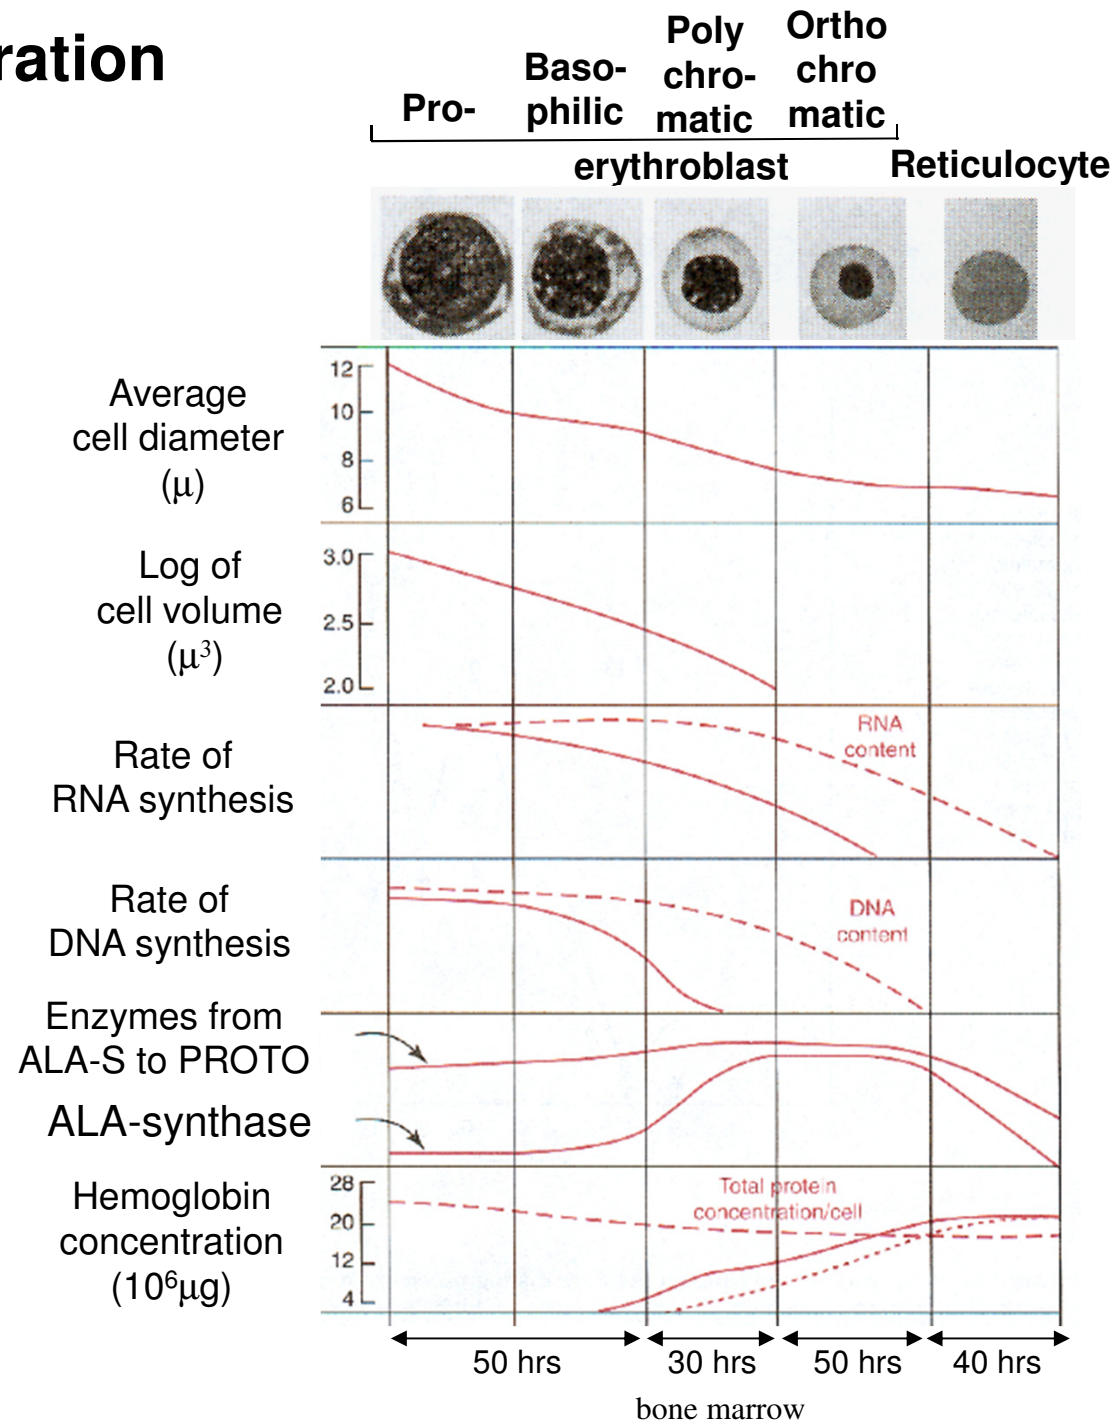 ration
Pro-
Baso-
philic
Poly
chro-
matic
Ortho
chro
matic
erythroblast
Reticulocyte
Average
cell diameter
(μ)
12
10
8
6
Log of
cell volume
(μ³)
3.0
2.5
2.0
Rate of
RNA synthesis
RNA
content
Rate of
DNA synthesis
DNA
content
Enzymes from
ALA-S to PROTO
ALA-synthase
Hemoglobin
concentration
(10⁶μg)
28
20
12
4
Total protein
concentration/cell
50 hrs
30 hrs
50 hrs
40 hrs
bone marrow